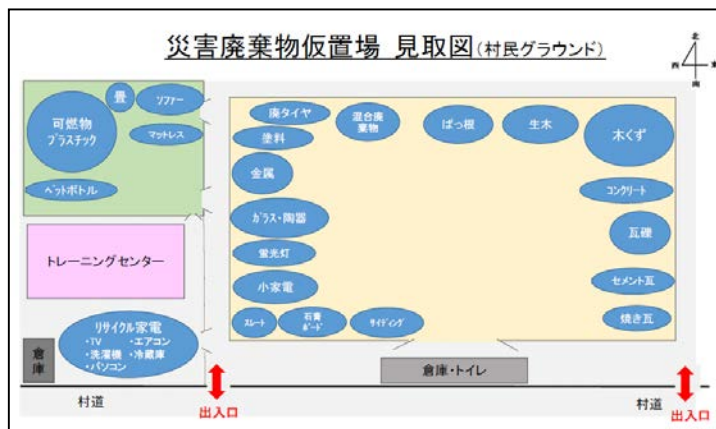 災害廃棄物仮置場 見取図(村民グラウンド)
北
西 東
南
畳
ソファー
可燃物
プラスチック
マットレス
ペットボトル
トレーニングセンター
リサイクル家電
・TV ・エアコン
・洗濯機 ・冷蔵庫
・パソコン
倉
庫
廃タイヤ
混合廃
棄物
ばっ根
生木
木くず
塗料
金属
ガラス・陶器
蛍光灯
小家電
スレート
石膏
ボード
サイディング
コンクリート
瓦礫
セメント瓦
焼き瓦
倉庫・トイレ
村道
出入口
村道
出入口